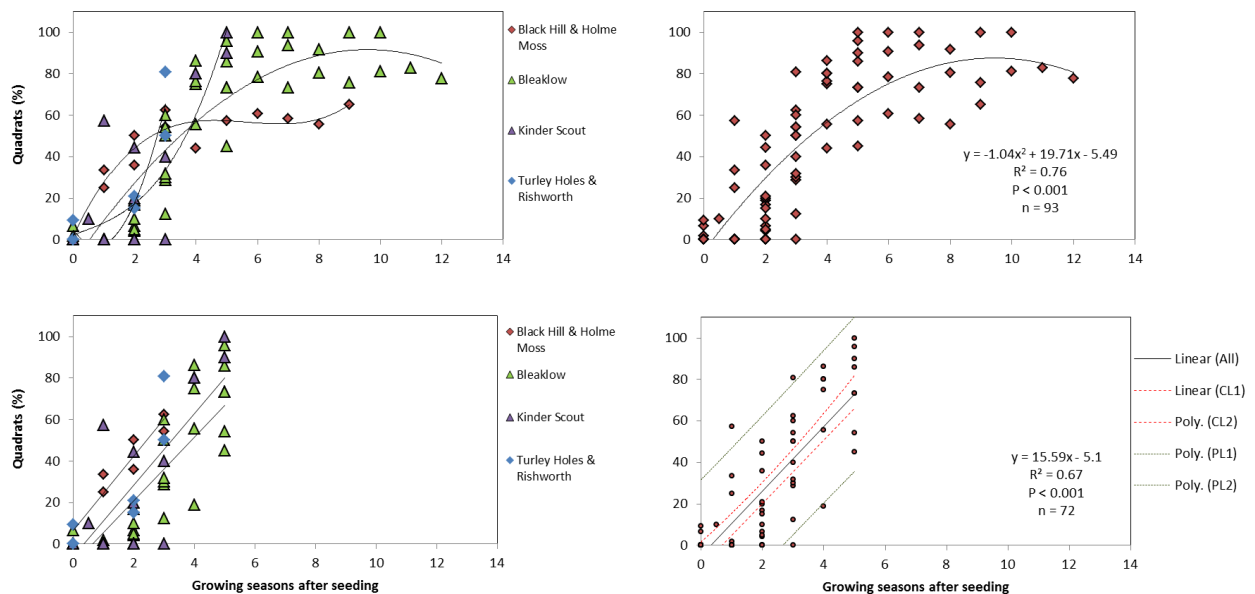 100
80
60
40
20
0
Quadrats (%)
0 2 4 6 8 10 12 14
Black Hill & Holme
Moss
Bleaklow
Kinder Scout
Turley Holes &
Rishworth
100
80
60
40
20
0
0 2 4 6 8 10 12 14
y = -1.04x² + 19.71x - 5.49
R² = 0.76
P < 0.001
n = 93
100
80
60
40
20
0
Quadrats (%)
0 2 4 6 8 10 12 14
Growing seasons after seeding
Black Hill & Holme
Moss
Bleaklow
Kinder Scout
Turley Holes &
Rishworth
100
80
60
40
20
0
0 2 4 6 8 10 12 14
Growing seasons after seeding
y = 15.59x - 5.1
R² = 0.67
P < 0.001
n = 72
Linear (All)
Linear (CL1)
Poly. (CL2)
Poly. (PL1)
Poly. (PL2)